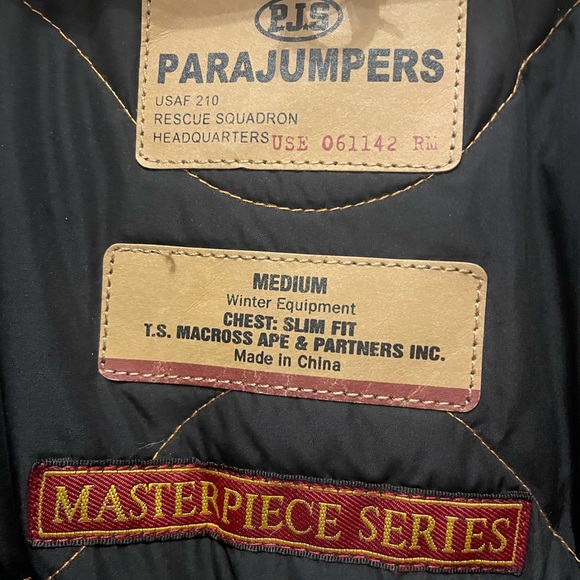 P.J.S
PARAJUMPERS
USAF 210
RESCUE SQUADRON
HEADQUARTERS USE 061142 RM
MEDIUM
Winter Equipment
CHEST: SLIM FIT
T.S. MACROSS APE & PARTNERS INC.
Made in China
MASTERPIECE SERIES